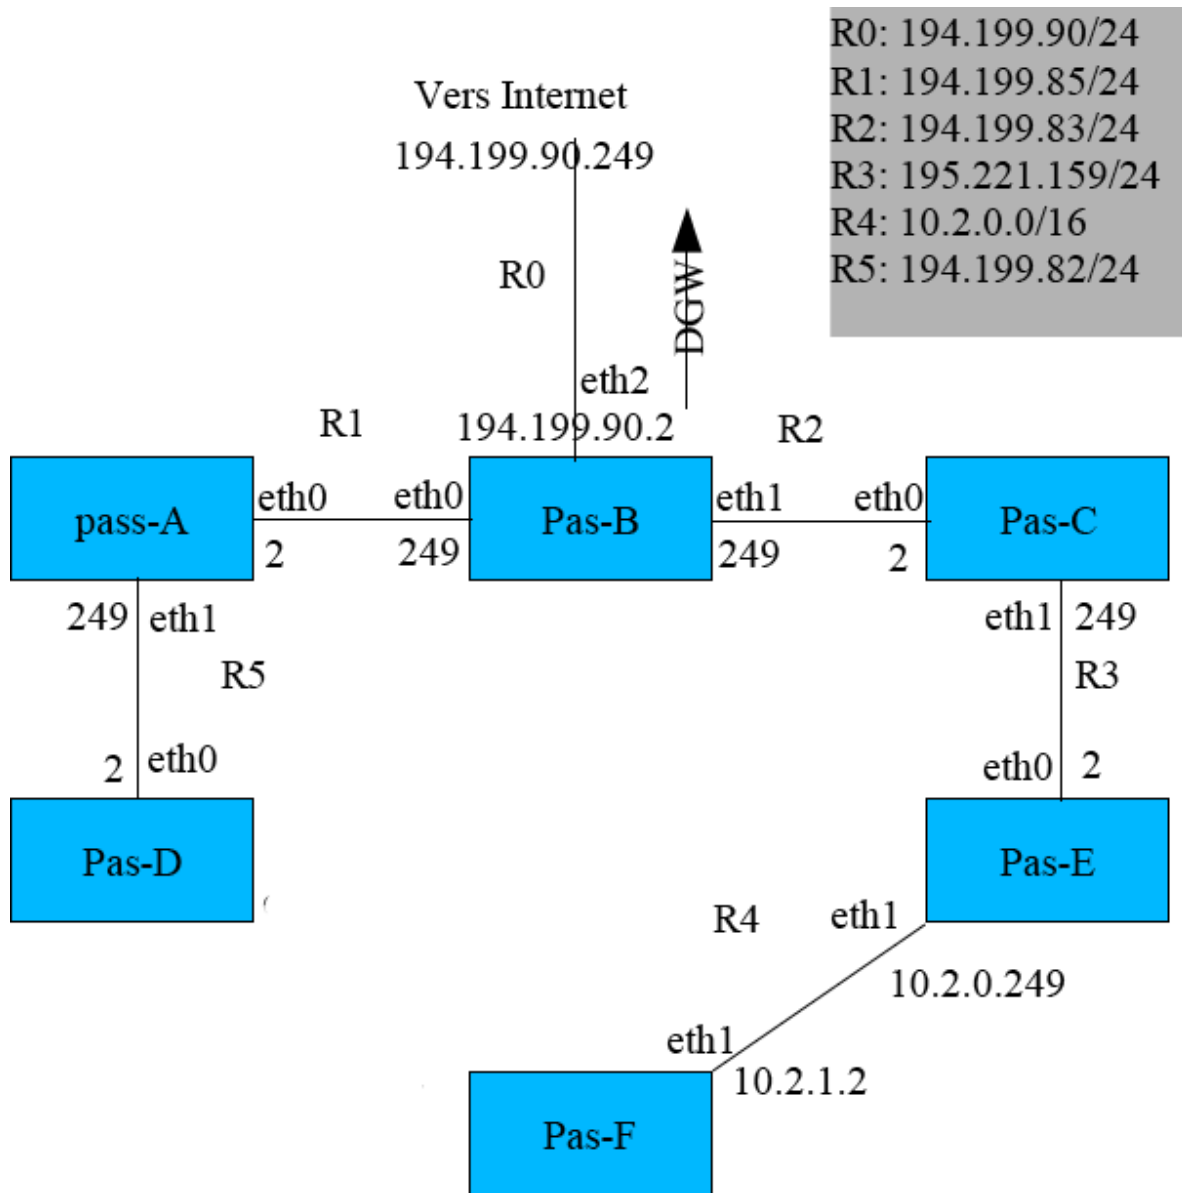 R0: 194.199.90/24
R1: 194.199.85/24
R2: 194.199.83/24
R3: 195.221.159/24
R4: 10.2.0.0/16
R5: 194.199.82/24
Vers Internet
194.199.90.249
R0
DGW
eth2
194.199.90.2
R1
R2
pass-A
eth0
2
eth0
249
Pas-B
eth1
249
eth0
2
Pas-C
249
eth1
R5
2
eth0
Pas-D
eth1
249
R3
eth0
2
Pas-E
R4
eth1
10.2.0.249
eth1
10.2.1.2
Pas-F